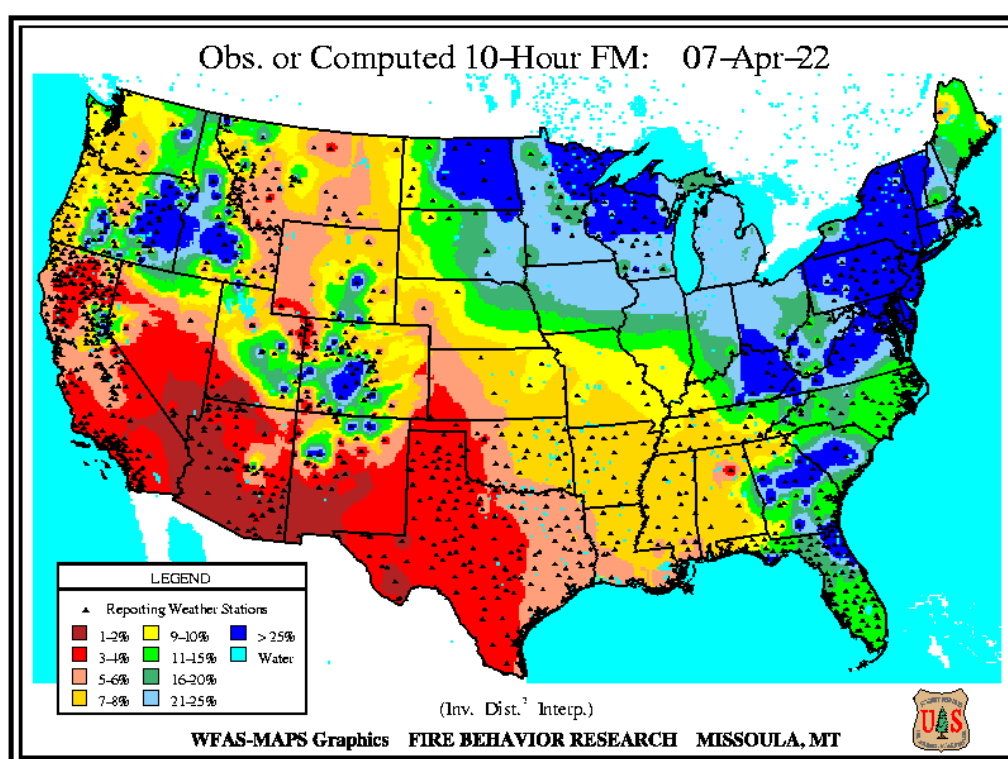 Obs. or Computed 10-Hour FM: 07-Apr-22
LEGEND
Reporting Weather Stations
1-2%
3-4%
5-6%
7-8%
9-10%
11-15%
16-20%
21-25%
> 25%
Water
(Inv. Dist.² Interp.)
WFAS-MAPS Graphics FIRE BEHAVIOR RESEARCH MISSOULA, MT
U S